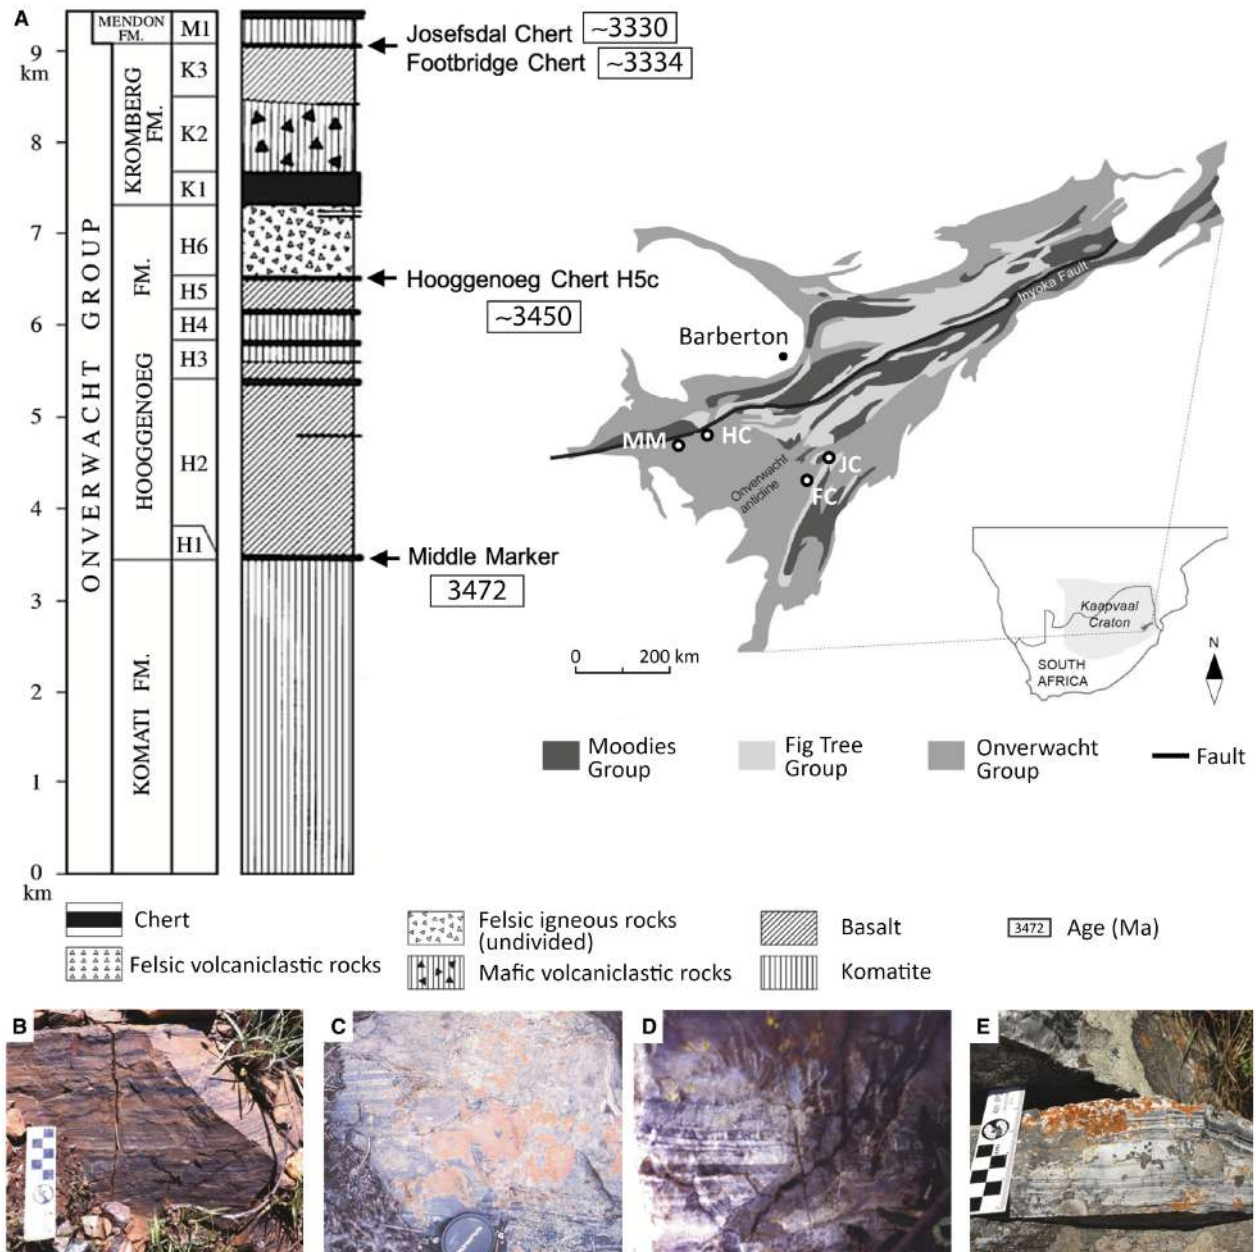 A
MENDON
FM.
M1
Josefsdal Chert ~3330
Footbridge Chert ~3334
9
km
K3
KROMBERG
FM.
K2
8
K1
7
ONVERWACHT GROUP
HOOGGENOEG FM.
H6
Hooggenoeg Chert H5c
~3450
H5
6
H4
H3
5
H2
4
H1
Middle Marker
3472
3
KOMATI FM.
2
1
0
km
Barberton
Inyoka Fault
MM
HC
JC
FC
Onverwacht
anticline
0 200 km
Kaapvaal
Craton
SOUTH
AFRICA
N
Moodies
Group
Fig Tree
Group
Onverwacht
Group
Fault
Chert
Felsic volcaniclastic rocks
Felsic igneous rocks
(undivided)
Mafic volcaniclastic rocks
Basalt
Komatite
3472 Age (Ma)
B
C
D
E